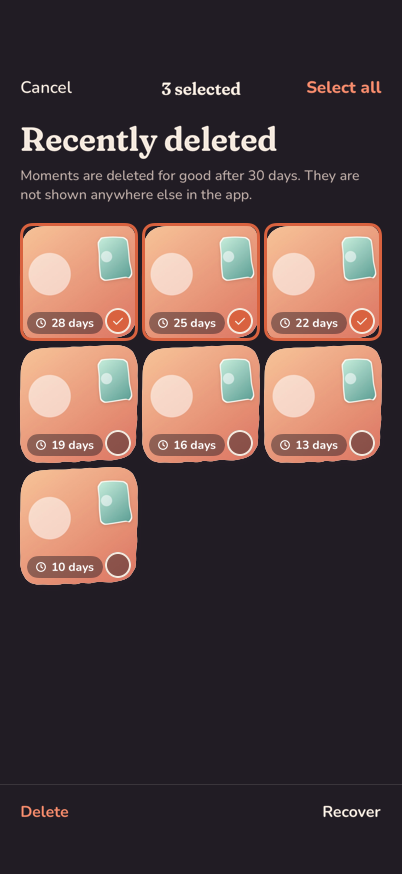 Cancel
3 selected
Select all
Recently deleted
Moments are deleted for good after 30 days. They are
not shown anywhere else in the app.
28 days
25 days
22 days
19 days
16 days
13 days
10 days
Delete
Recover